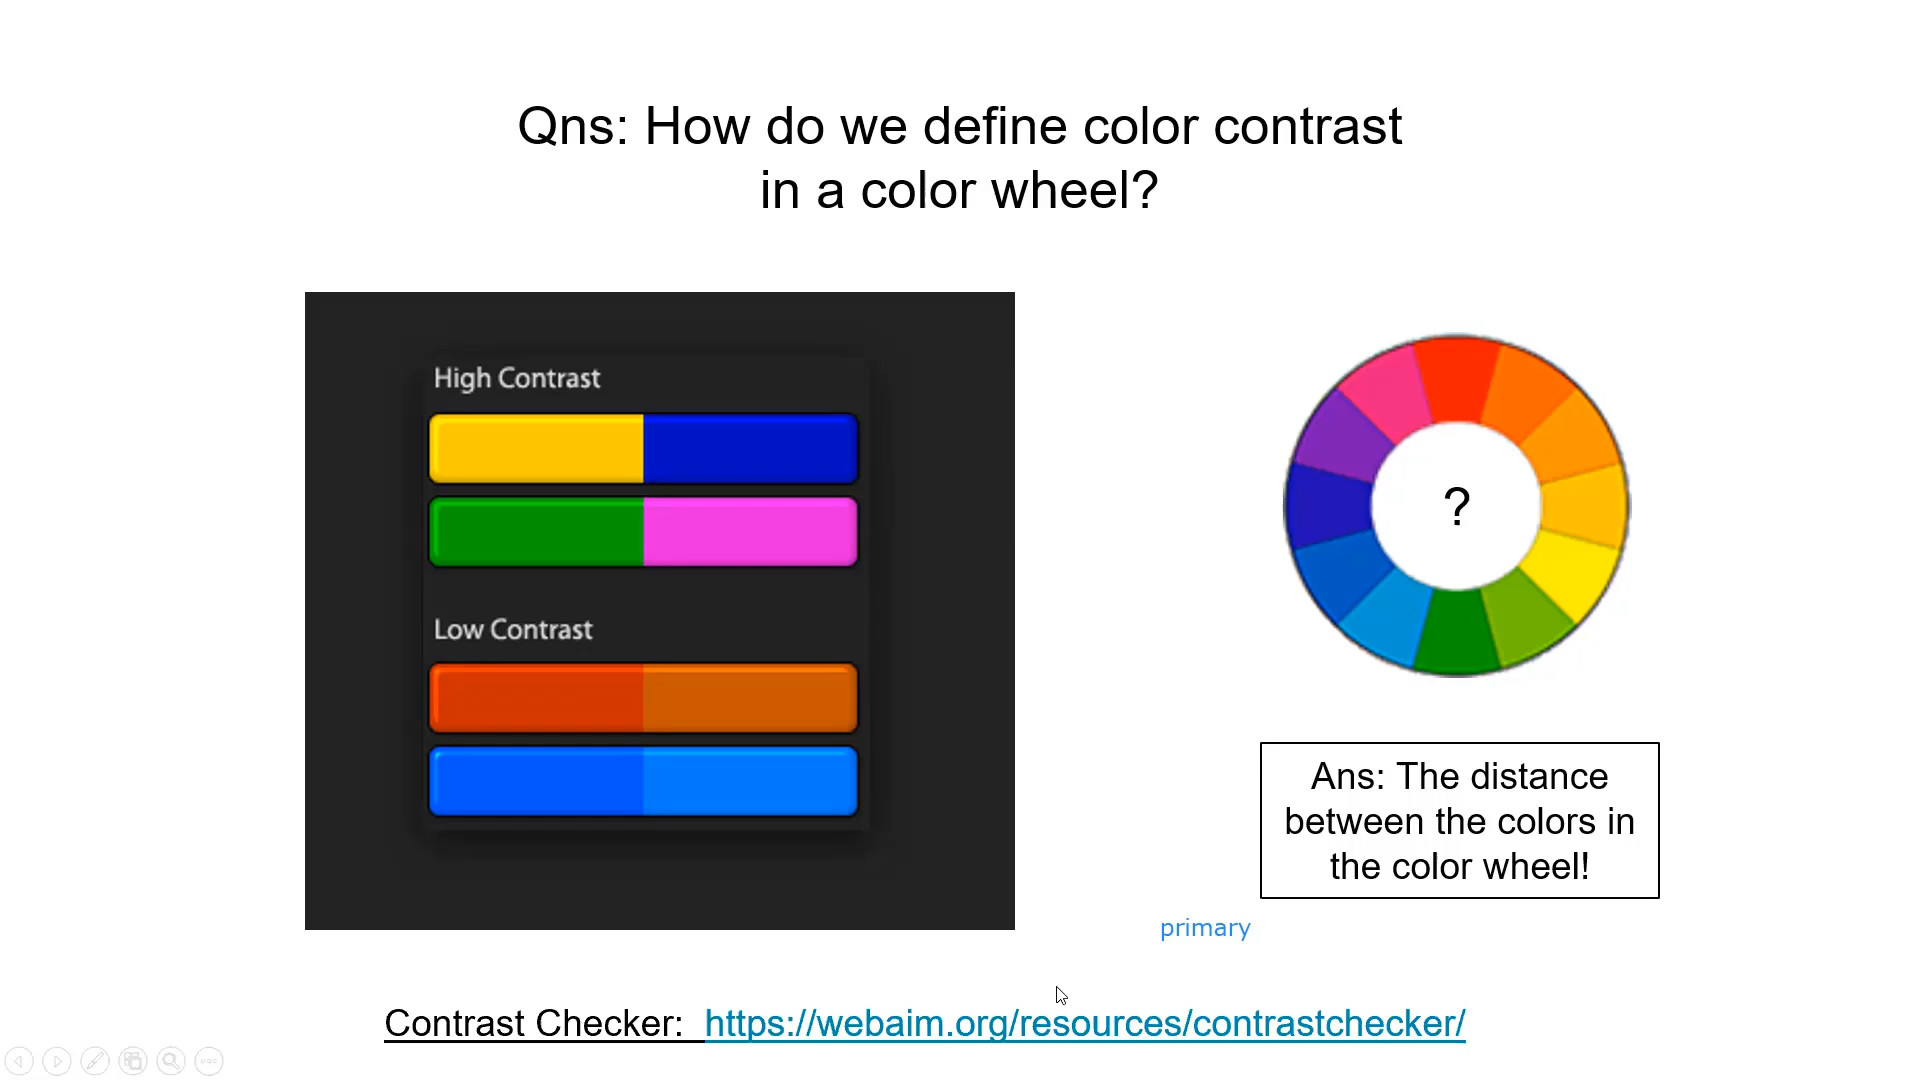 Qns: How do we define color contrast
in a color wheel?
High Contrast
Low Contrast
?
Ans: The distance
between the colors in
the color wheel!
primary
Contrast Checker:  https://webaim.org/resources/contrastchecker/